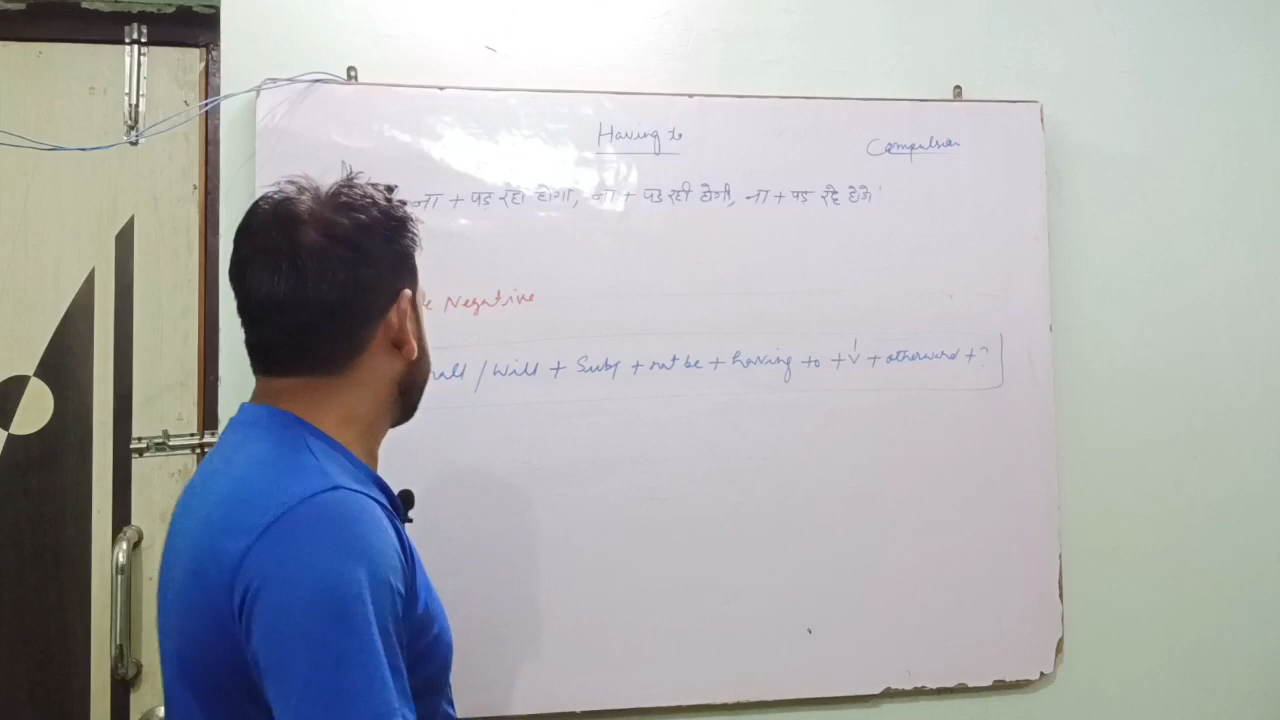 Having to
Compulsion
ना + पड़ रहा होगा, ना + पड़ रही होगी, ना + पड़ रहे होंगे
Negative
/ Will + Subj + not be + having to + V1 + otherword + ?